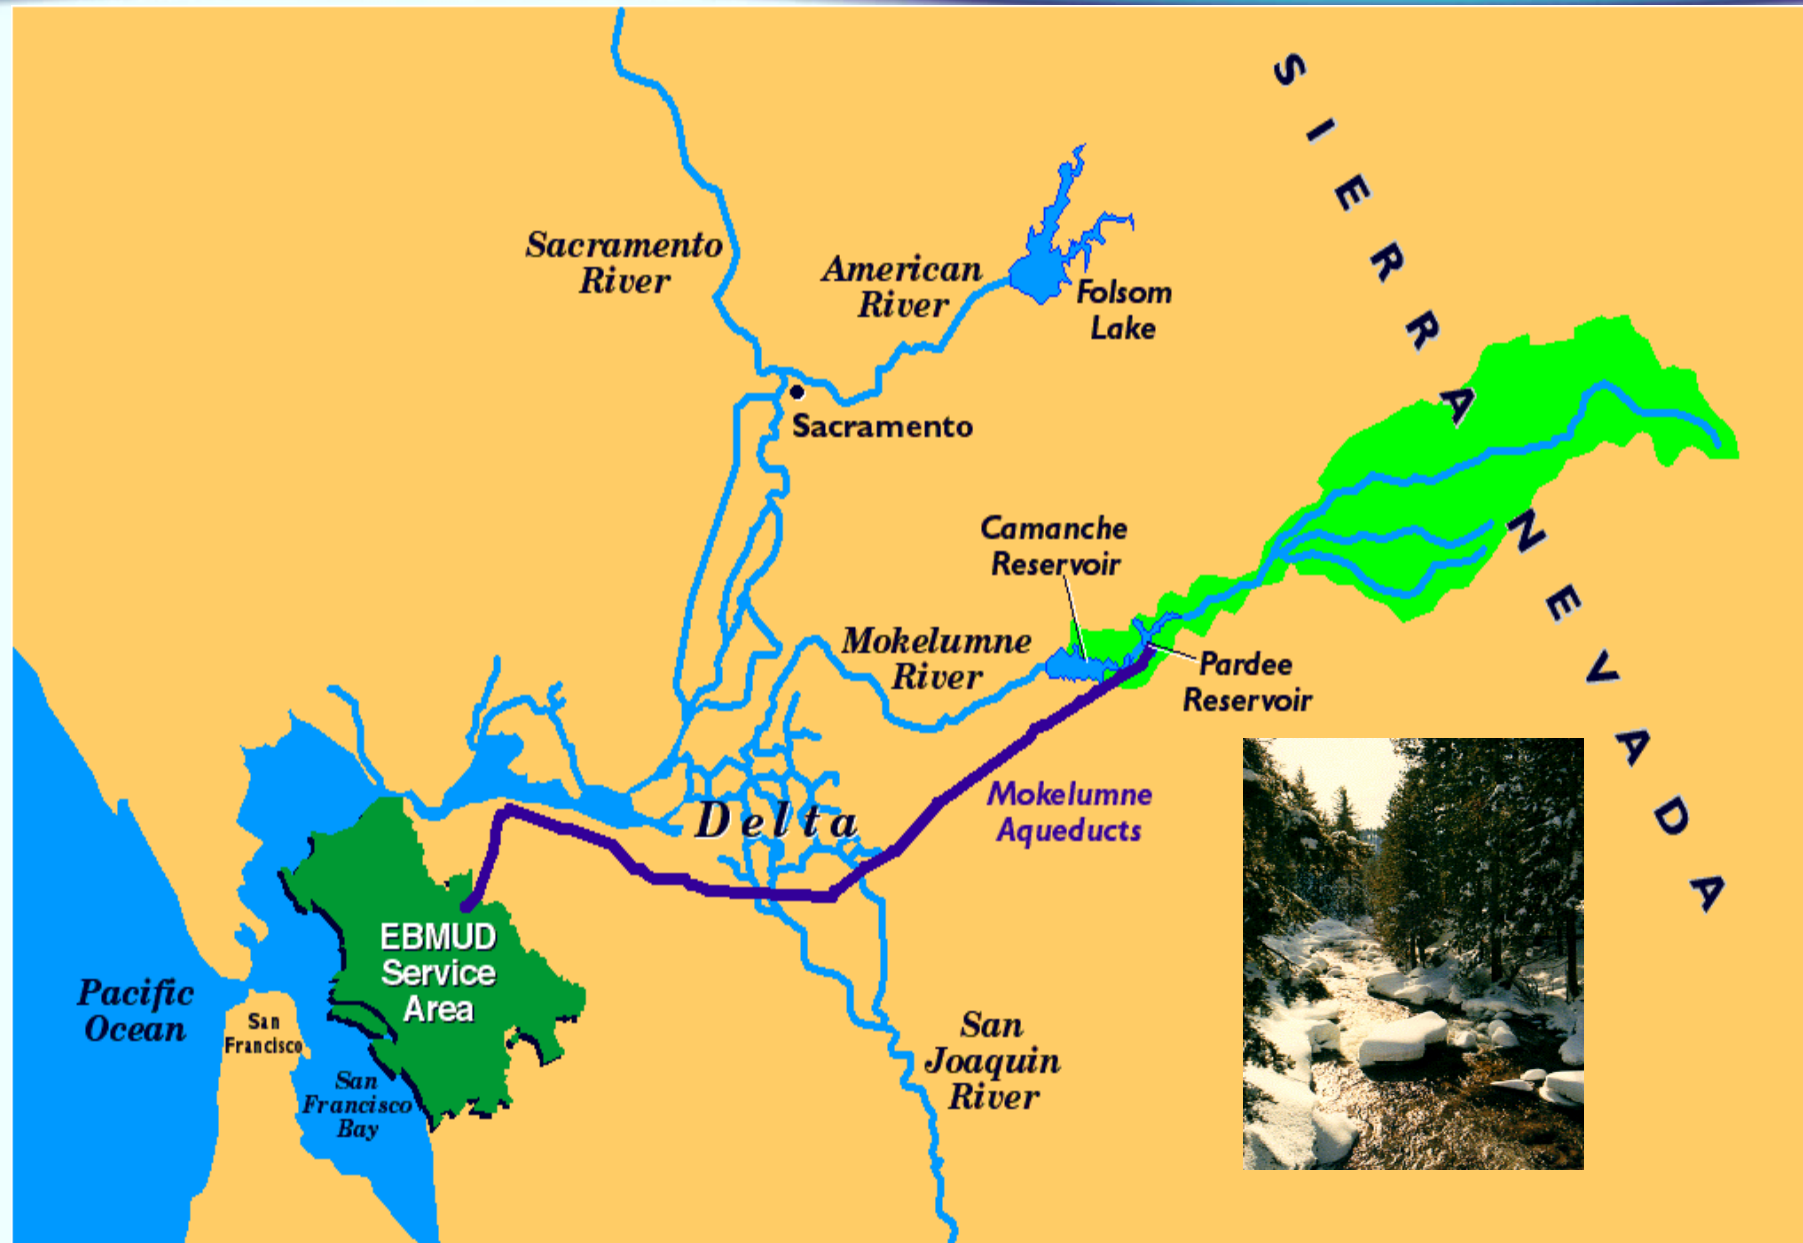 SIERRA NEVADA
Sacramento
River
American
River
Folsom
Lake
Sacramento
Camanche
Reservoir
Mokelumne
River
Pardee
Reservoir
Mokelumne
Aqueducts
Delta
EBMUD
Service
Area
Pacific
Ocean
San
Francisco
San
Francisco
Bay
San
Joaquin
River